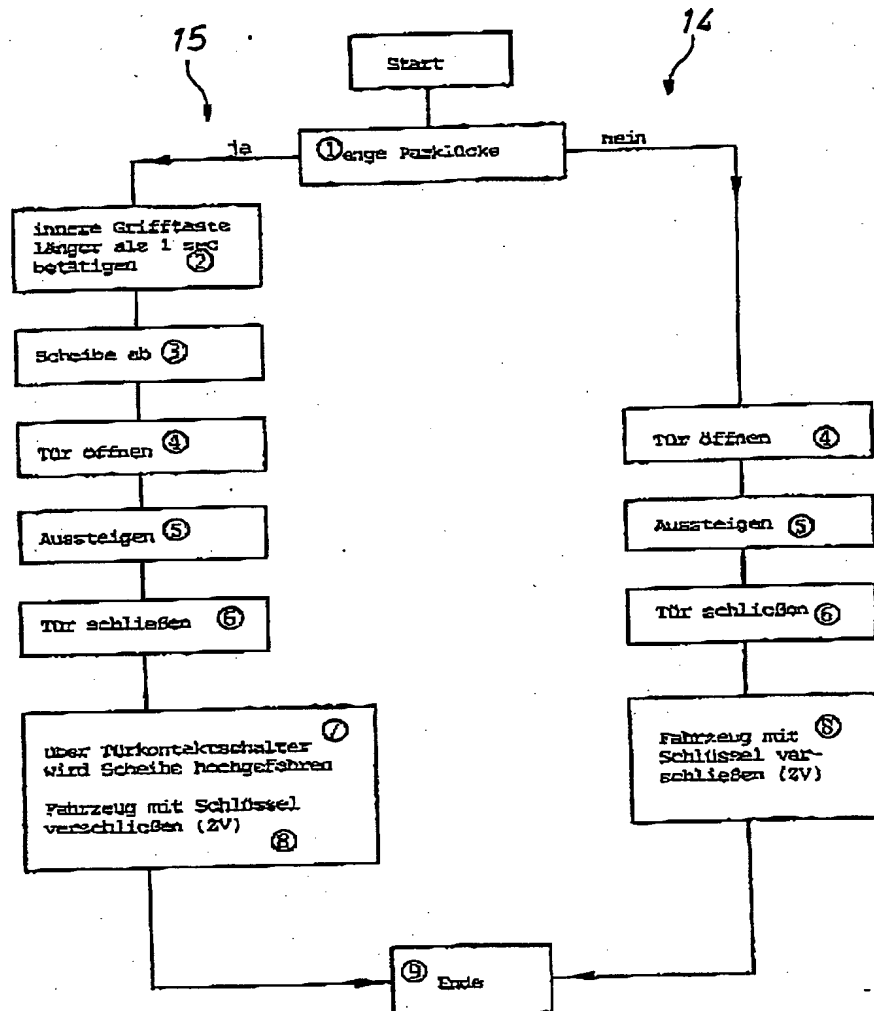 15
14
Start
① enge Parklücke
ja
nein
innere Grifftaste
länger als 1 sec
betätigen ②
Scheibe ab ③
Tür öffnen ④
Aussteigen ⑤
Tür schließen ⑥
⑦
über Türkontaktschalter
wird Scheibe hochgefahren
Fahrzeug mit Schlüssel
verschließen (ZV)
⑧
Tür öffnen ④
Aussteigen ⑤
Tür schließen ⑥
Fahrzeug mit ⑧
Schlüssel ver-
schließen (ZV)
⑨ Ende